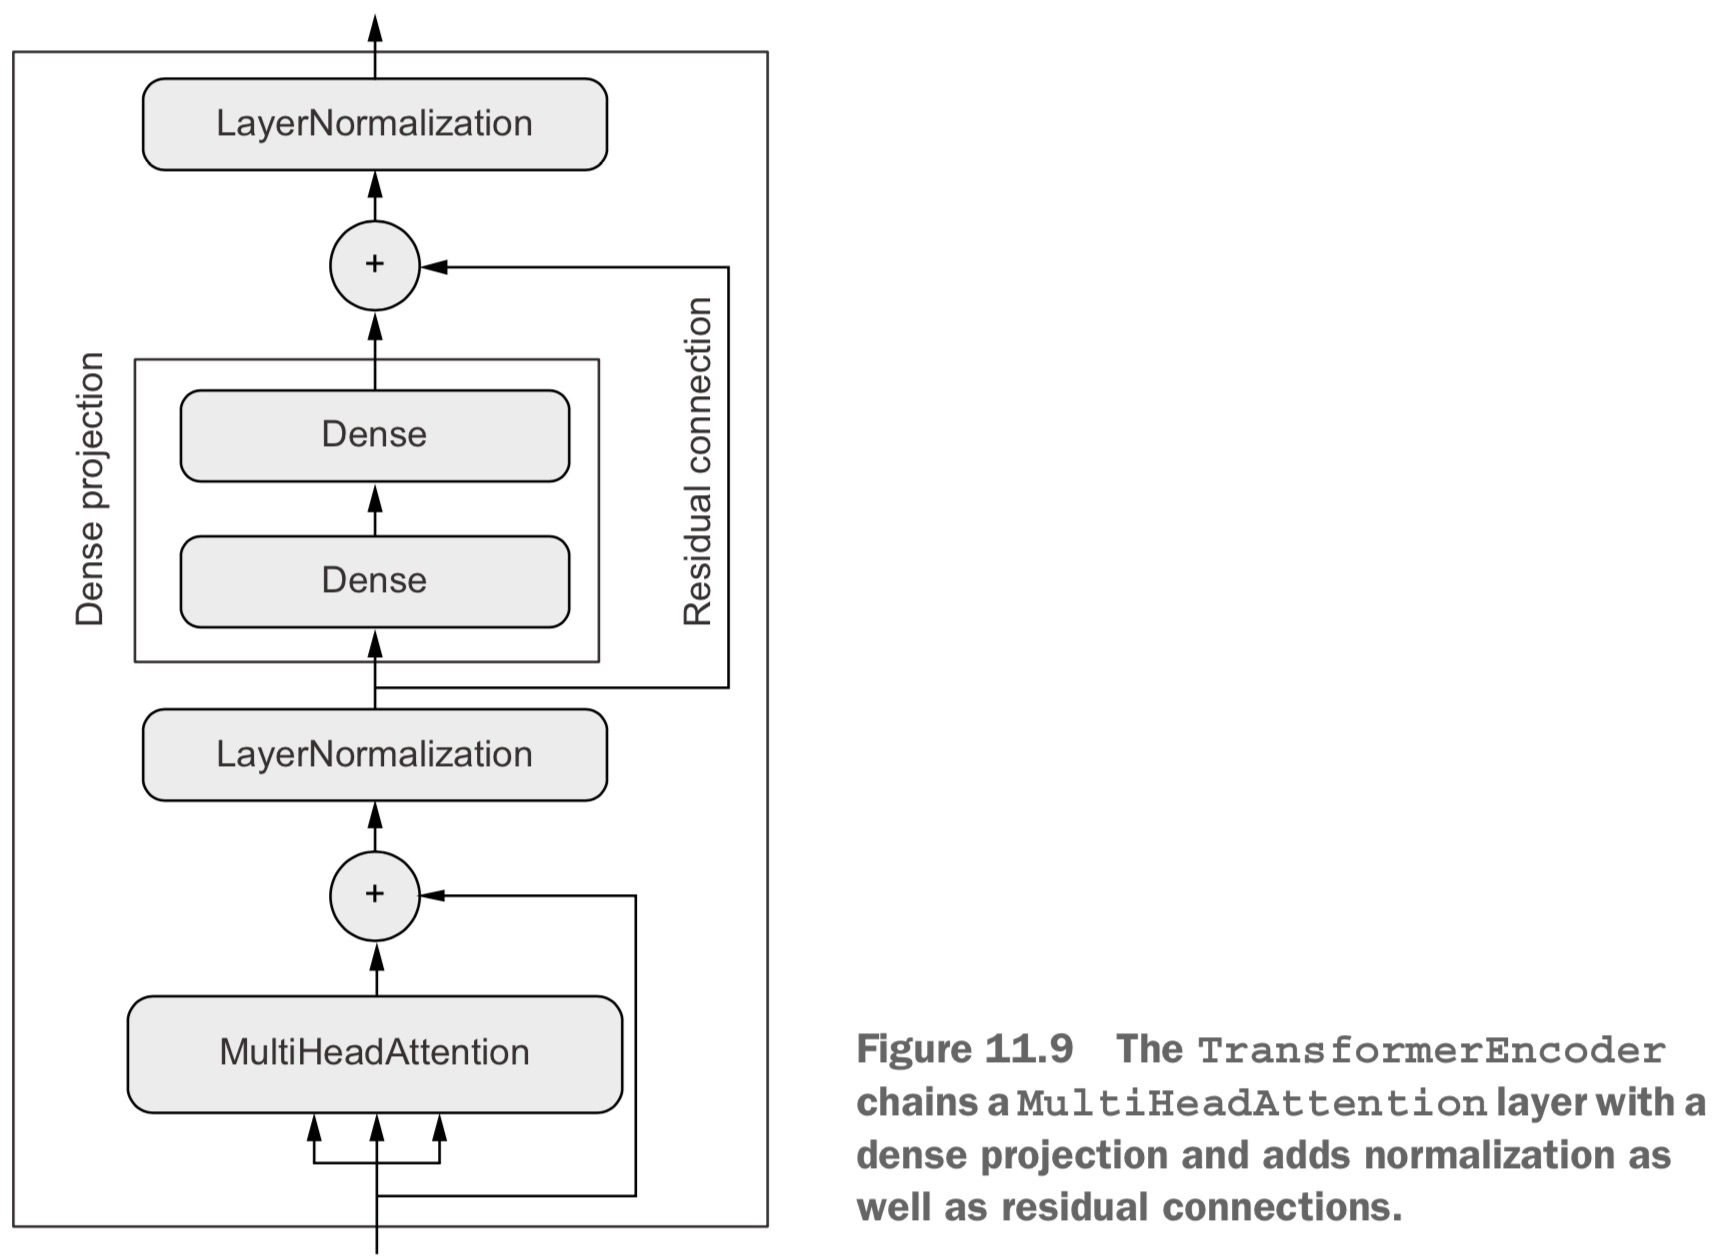 LayerNormalization
+
Dense projection
Dense
Residual connection
Dense
LayerNormalization
+
MultiHeadAttention
Figure 11.9 The TransformerEncoder
chains a MultiHeadAttention layer with a
dense projection and adds normalization as
well as residual connections.